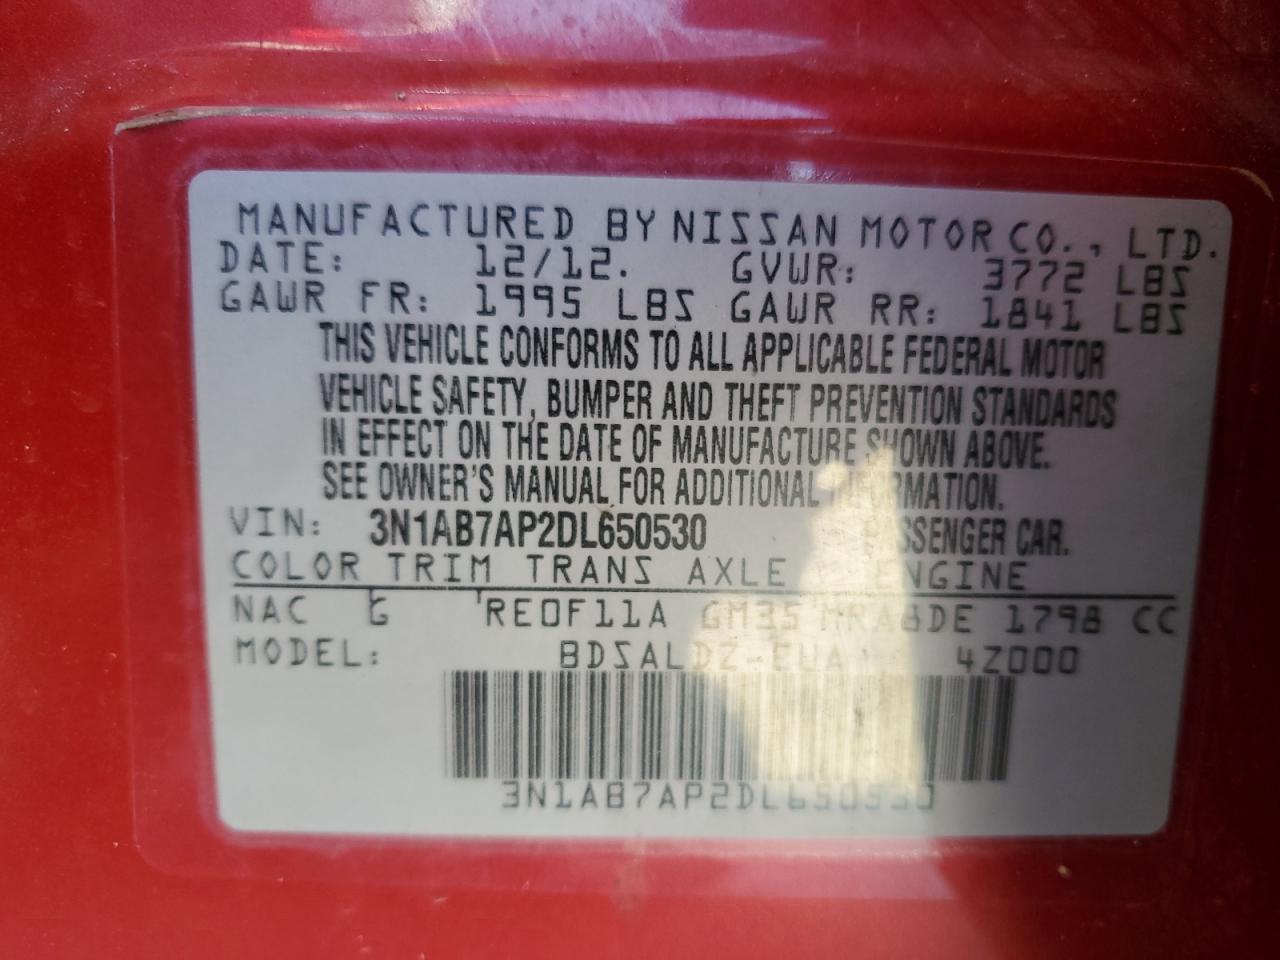 MANUFACTURED BY NISSAN MOTOR CO., LTD.
DATE: 12/12. GVWR: 3772 LBS
GAWR FR: 1995 LBS GAWR RR: 1841 LBS
THIS VEHICLE CONFORMS TO ALL APPLICABLE FEDERAL MOTOR
VEHICLE SAFETY, BUMPER AND THEFT PREVENTION STANDARDS
IN EFFECT ON THE DATE OF MANUFACTURE SHOWN ABOVE.
SEE OWNER'S MANUAL FOR ADDITIONAL INFORMATION.
VIN: 3N1AB7AP2DL650530 PASSENGER CAR.
COLOR TRIM TRANS AXLE ENGINE
NAC G RE0F11A GM35 MRA8DE 1798 CC
MODEL: 4Z000
3N1AB7AP2DL650530